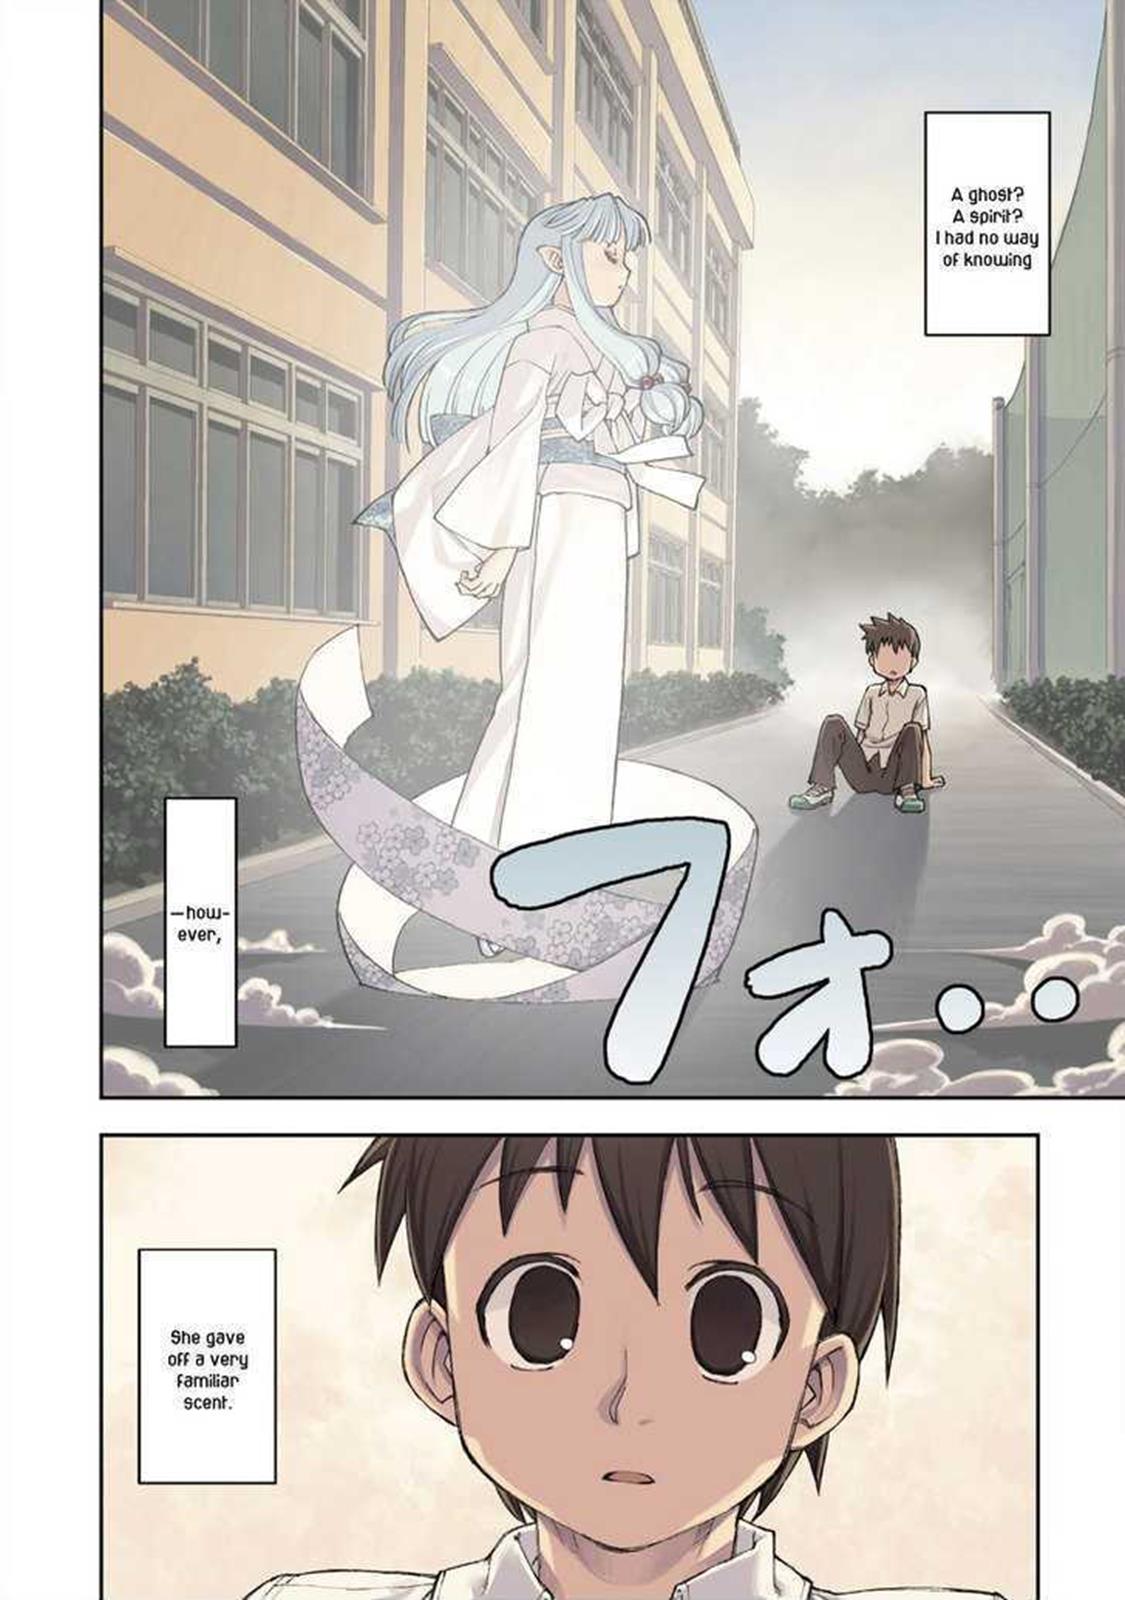 A ghost?
A spirit?
I had no way
of knowing
—how-
ever,
フォ..
She gave
off a very
familiar
scent.